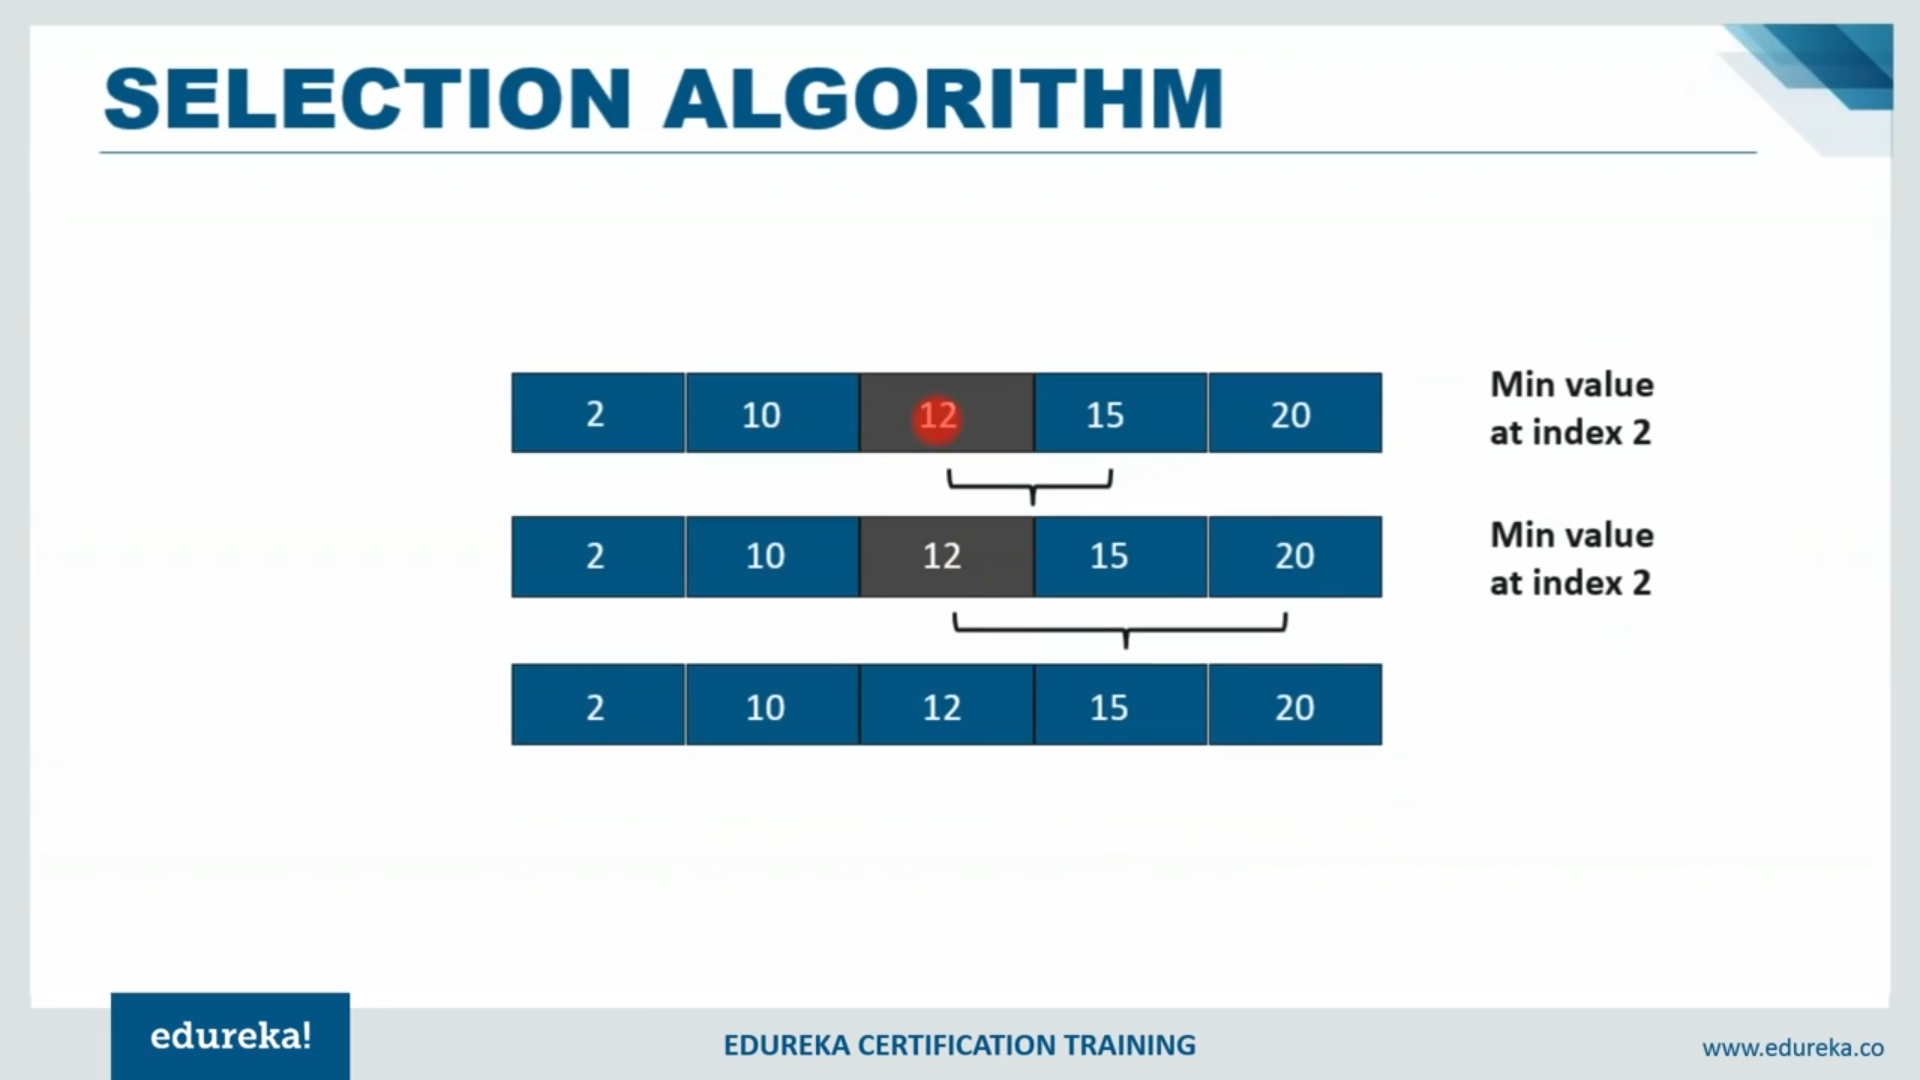 SELECTION ALGORITHM
2 10 12 15 20
Min value
at index 2
2 10 12 15 20
Min value
at index 2
2 10 12 15 20
edureka!
EDUREKA CERTIFICATION TRAINING
www.edureka.co